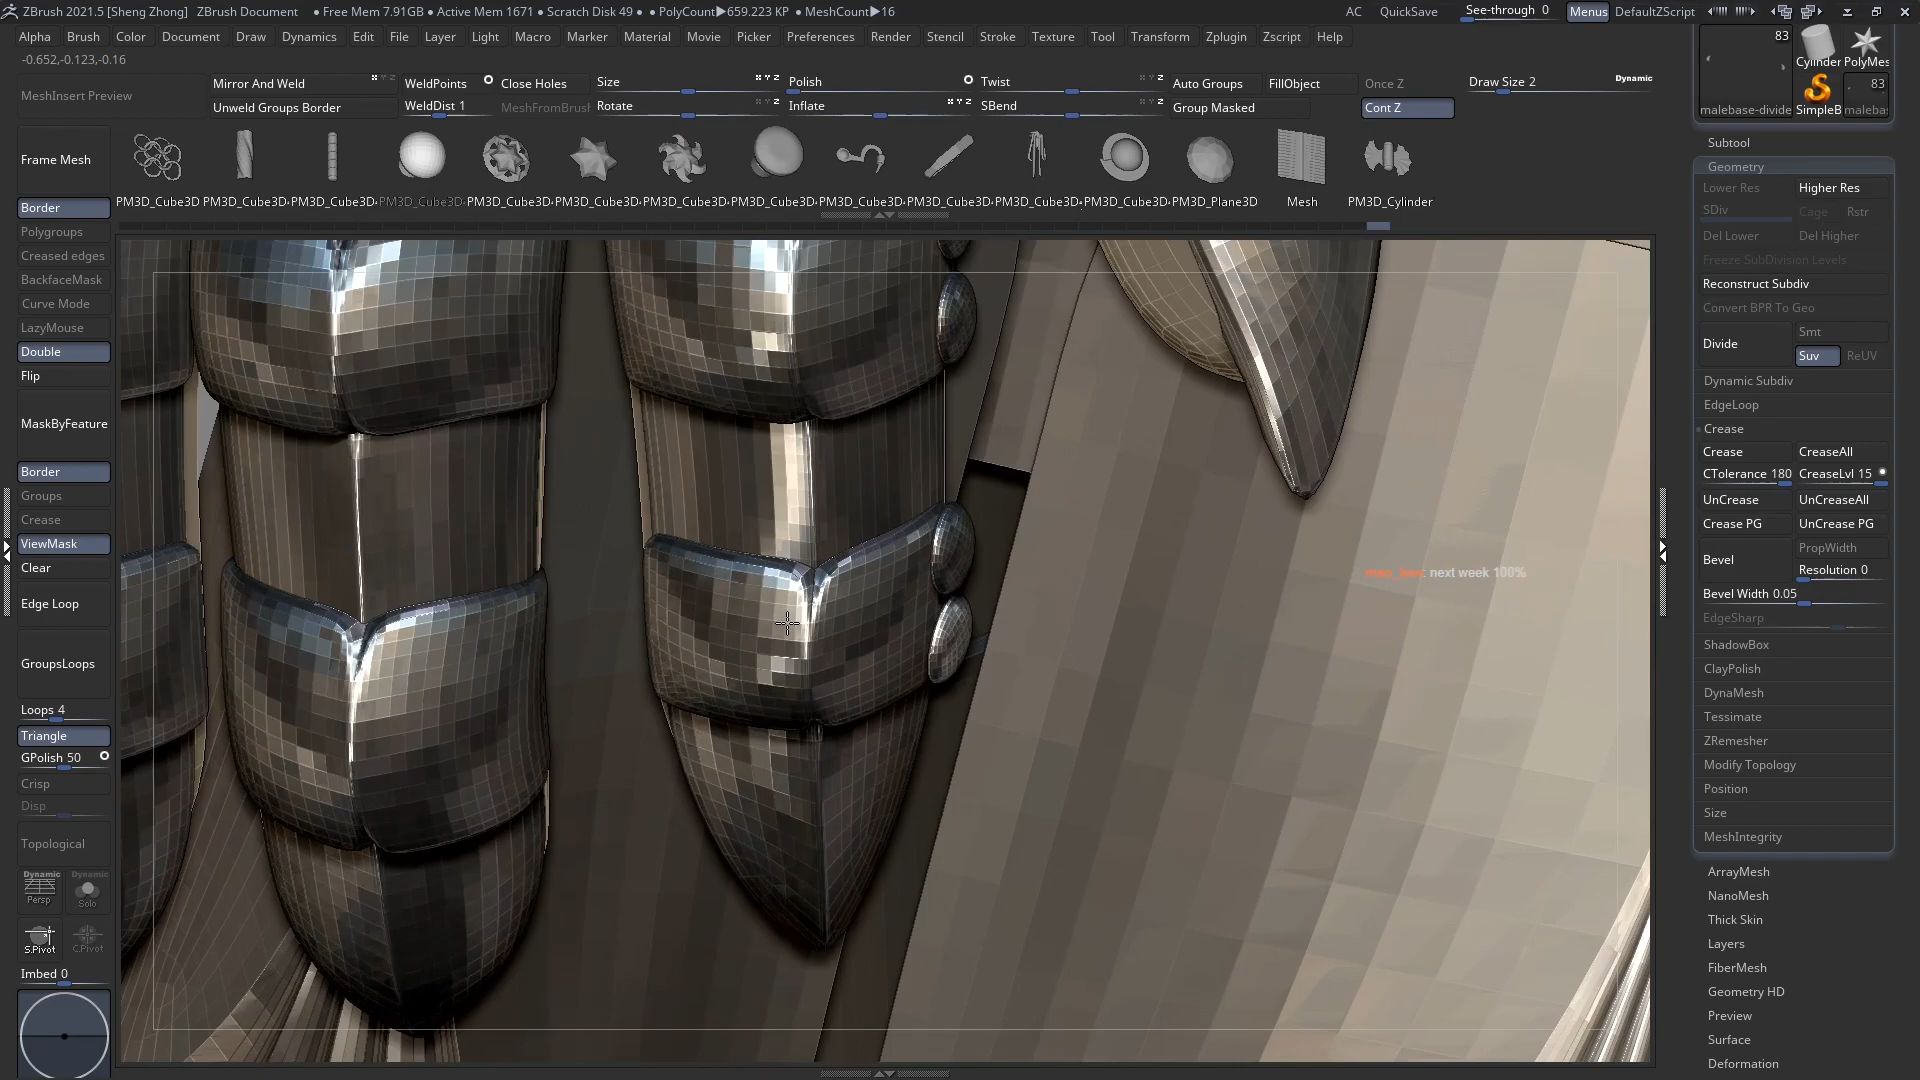 ZBrush 2021.5 [Sheng Zhong] ZBrush Document • Free Mem 7.91GB • Active Mem 1671 • Scratch Disk 49 • • PolyCount▶659.223 KP • MeshCount▶16 AC QuickSave See-through 0 Menus DefaultZScript
Alpha Brush Color Document Draw Dynamics Edit File Layer Light Macro Marker Material Movie Picker Preferences Render Stencil Stroke Texture Tool Transform Zplugin Zscript Help
-0.652,-0.123,-0.16
MeshInsert Preview
Mirror And Weld WeldPoints Close Holes Size Polish Twist Auto Groups FillObject Once Z Draw Size 2 Dynamic
Unweld Groups Border WeldDist 1 MeshFromBrush Rotate Inflate SBend Group Masked Cont Z
PM3D_Cube3D PM3D_Cube3D PM3D_Cube3D PM3D_Cube3D PM3D_Cube3D PM3D_Cube3D PM3D_Cube3D PM3D_Cube3D PM3D_Cube3D PM3D_Cube3D PM3D_Cube3D PM3D_Cube3D PM3D_Plane3D Mesh PM3D_Cylinder
Frame Mesh
Border
Polygroups
Creased edges
BackfaceMask
Curve Mode
LazyMouse
Double
Flip
MaskByFeature
Border
Groups
Crease
ViewMask
Clear
Edge Loop
GroupsLoops
Loops 4
Triangle
GPolish 50
Crisp
Disp
Topological
Dynamic Dynamic
Persp Solo
S.Pivot C.Pivot
Imbed 0
: next week 100%
83
Cylinder PolyMes
83
malebase-divide SimpleB malebas
Subtool
Geometry
Lower Res Higher Res
SDiv Cage Rstr
Del Lower Del Higher
Freeze SubDivision Levels
Reconstruct Subdiv
Convert BPR To Geo
Divide Smt
Suv ReUV
Dynamic Subdiv
EdgeLoop
Crease
Crease CreaseAll
CTolerance 180 CreaseLvl 15
UnCrease UnCreaseAll
Crease PG UnCrease PG
Bevel PropWidth
Resolution 0
Bevel Width 0.05
EdgeSharp
ShadowBox
ClayPolish
DynaMesh
Tessimate
ZRemesher
Modify Topology
Position
Size
MeshIntegrity
ArrayMesh
NanoMesh
Thick Skin
Layers
FiberMesh
Geometry HD
Preview
Surface
Deformation